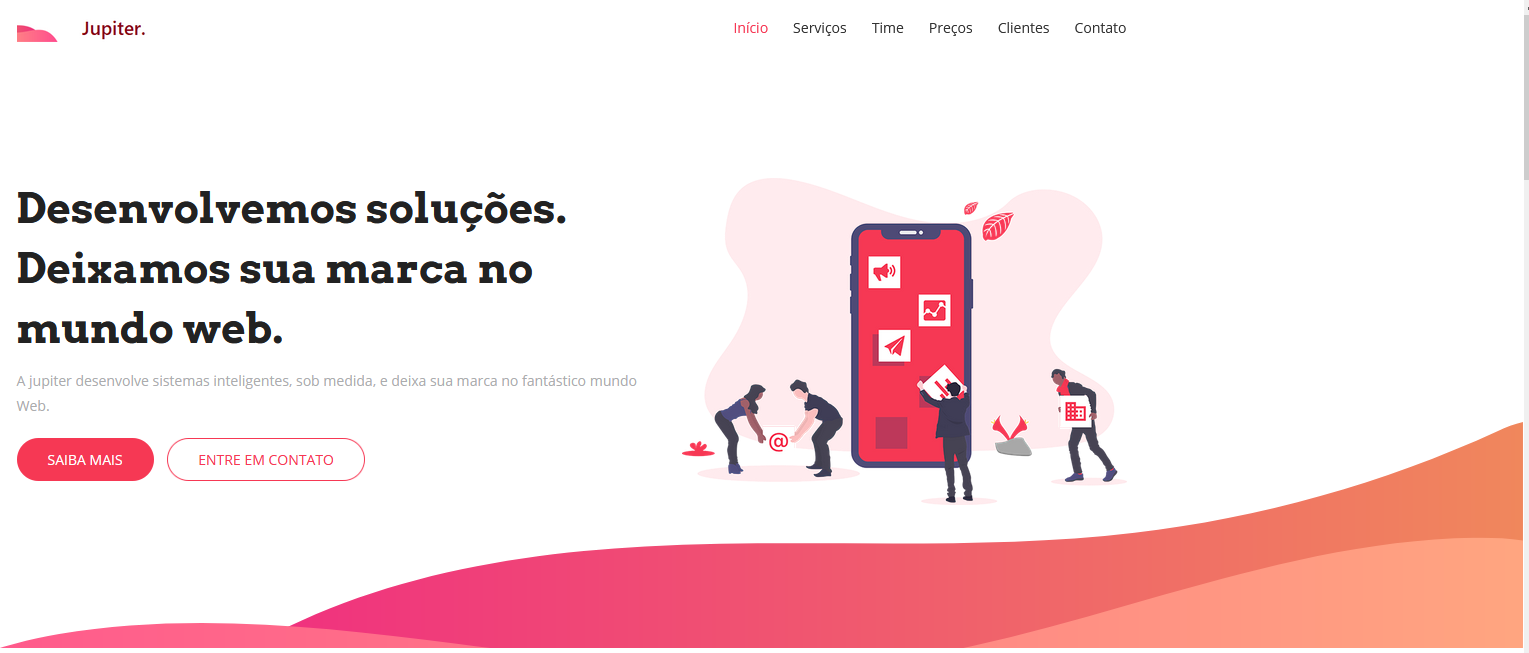 Jupiter.
Início Serviços Time Preços Clientes Contato
Desenvolvemos soluções.
Deixamos sua marca no
mundo web.
A jupiter desenvolve sistemas inteligentes, sob medida, e deixa sua marca no fantástico mundo
Web.
SAIBA MAIS ENTRE EM CONTATO
@